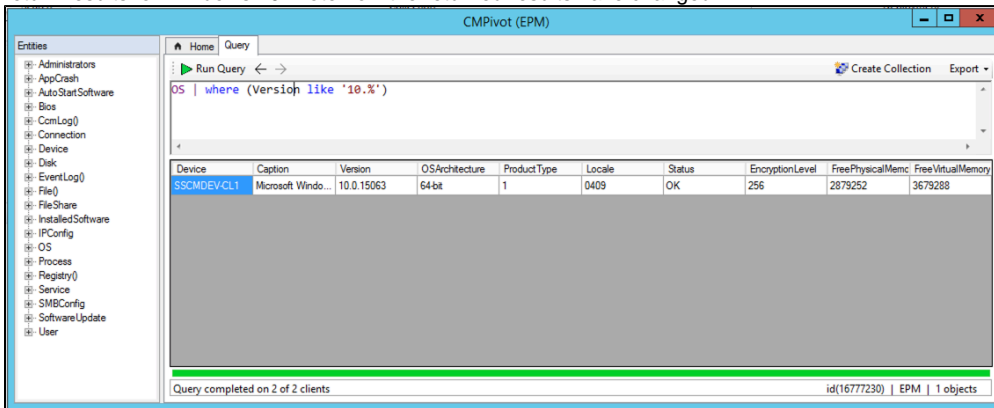 CMPivot (EPM)
Entities
Home Query
Administrators
AppCrash
AutoStartSoftware
Bios
CcmLog()
Connection
Device
Disk
EventLog()
File()
FileShare
InstalledSoftware
IPConfig
OS
Process
Registry()
Service
SMBConfig
SoftwareUpdate
User
Run Query Create Collection Export
OS | where (Version like '10.%')
Device Caption Version OSArchitecture ProductType Locale Status EncryptionLevel FreePhysicalMemc FreeVirtualMemory
SSCMDEV-CL1 Microsoft Windo... 10.0.15063 64-bit 1 0409 OK 256 2879252 3679288
Query completed on 2 of 2 clients id(16777230) | EPM | 1 objects